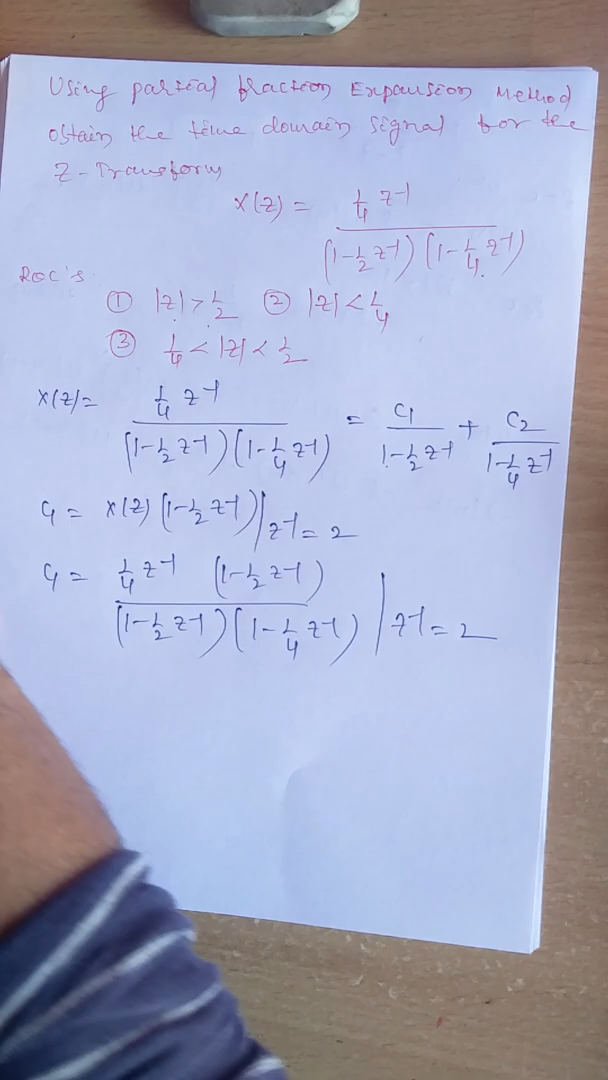 Using partial fraction Expansion Method
obtain the time domain signal for the
Z-Transform
X(Z) = 1/4 z^-1 / (1-1/2 z^-1) (1-1/4 z^-1)
ROC's
① |z| > 1/2 ② |z| < 1/4
③ 1/4 < |z| < 1/2
X(Z) = 1/4 z^-1 / (1-1/2 z^-1) (1-1/4 z^-1) = C1 / 1-1/2 z^-1 + C2 / 1-1/4 z^-1
C1 = X(Z) (1-1/2 z^-1) | z^-1 = 2
C1 = 1/4 z^-1 (1-1/2 z^-1) / (1-1/2 z^-1) (1-1/4 z^-1) | z^-1 = 2